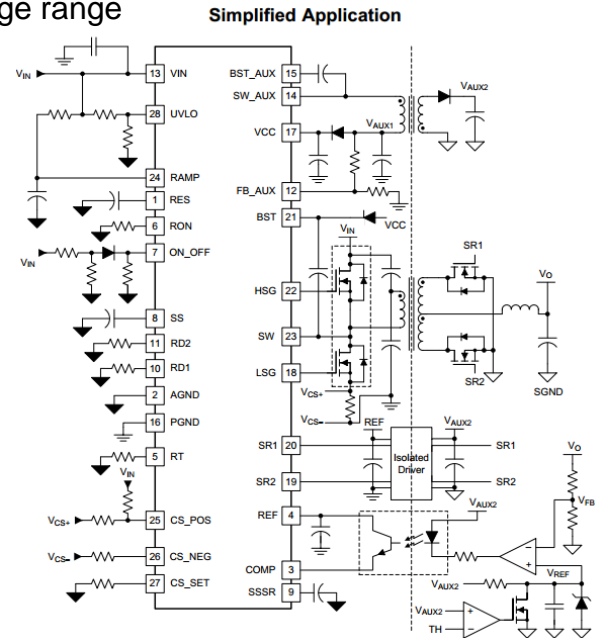 ge range
Simplified Application
VIN 13 VIN
28 UVLO
24 RAMP
1 RES
6 RON
VIN 7 ON_OFF
8 SS
11 RD2
10 RD1
2 AGND
16 PGND
5 RT
VIN
VCS+ 25 CS_POS
VCS- 26 CS_NEG
27 CS_SET
BST_AUX 15
SW_AUX 14
VCC 17
FB_AUX 12
BST 21
HSG 22
SW 23
LSG 18
SR1 20
SR2 19
REF 4
COMP 3
SSSR 9
VAUX2
VAUX1
VCC
VIN
SR1
VO
SR2
SGND
VCS+
VCS-
REF
VAUX2
Isolated
Driver
SR1
SR2
VO
VAUX2
VFB
–
+
VREF
VAUX2
VAUX2
+
TH
–